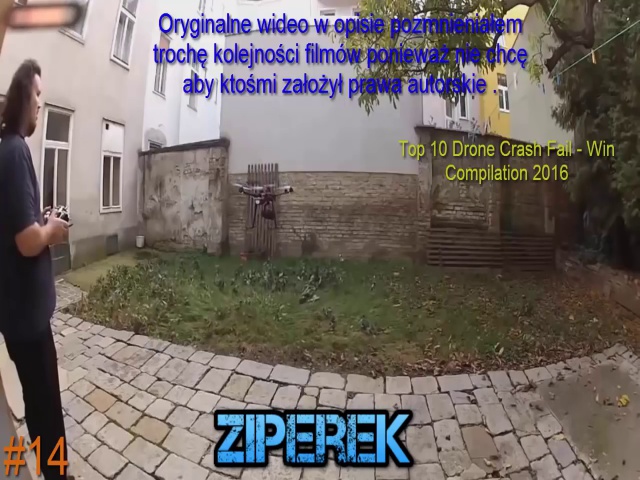 Oryginalne wideo w opisie pozmnieniałem
trochę kolejności filmów ponieważ nie chcę
aby ktośmi założył prawa autorskie .
Top 10 Drone Crash Fail - Win
Compilation 2016
ZIPEREK
#14